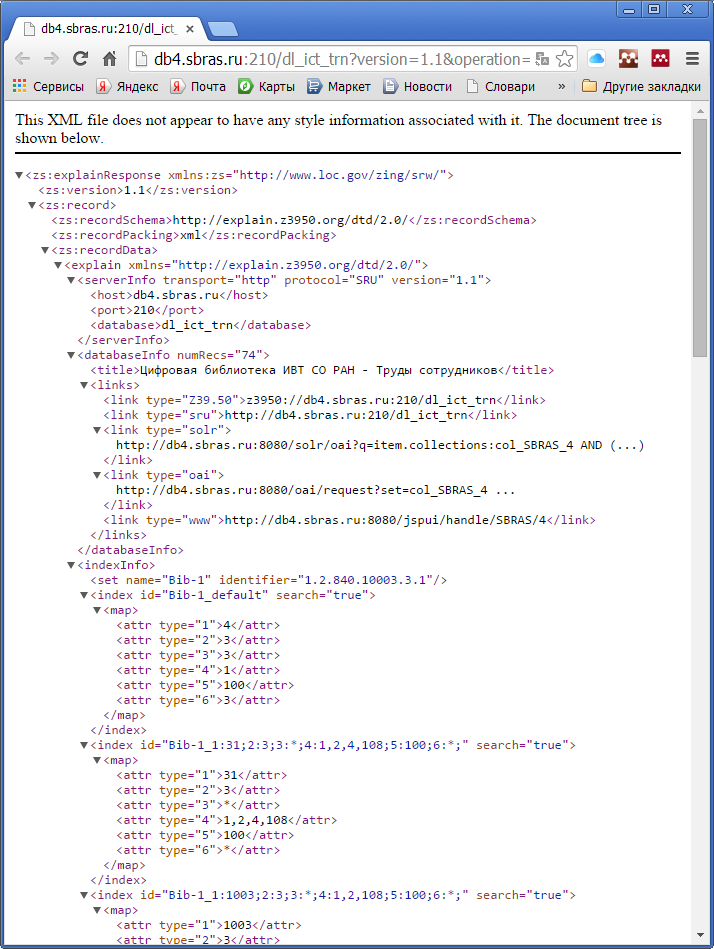 db4.sbras.ru:210/dl_ict_tr
db4.sbras.ru:210/dl_ict_trn?version=1.1&operation=
Сервисы Яндекс Почта Карты Маркет Новости Словари » Другие закладки
This XML file does not appear to have any style information associated with it. The document tree is
shown below.
▼<zs:explainResponse xmlns:zs="http://www.loc.gov/zing/srw/">
<zs:version>1.1</zs:version>
▼<zs:record>
<zs:recordSchema>http://explain.z3950.org/dtd/2.0/</zs:recordSchema>
<zs:recordPacking>xml</zs:recordPacking>
▼<zs:recordData>
▼<explain xmlns="http://explain.z3950.org/dtd/2.0/">
▼<serverInfo transport="http" protocol="SRU" version="1.1">
<host>db4.sbras.ru</host>
<port>210</port>
<database>dl_ict_trn</database>
</serverInfo>
▼<databaseInfo numRecs="74">
<title>Цифровая библиотека ИВТ СО РАН - Труды сотрудников</title>
▼<links>
<link type="Z39.50">z3950://db4.sbras.ru:210/dl_ict_trn</link>
<link type="sru">http://db4.sbras.ru:210/dl_ict_trn</link>
▼<link type="solr">
http://db4.sbras.ru:8080/solr/oai?q=item.collections:col_SBRAS_4 AND (...)
</link>
▼<link type="oai">
http://db4.sbras.ru:8080/oai/request?set=col_SBRAS_4 ...
</link>
<link type="www">http://db4.sbras.ru:8080/jspui/handle/SBRAS/4</link>
</links>
</databaseInfo>
▼<indexInfo>
<set name="Bib-1" identifier="1.2.840.10003.3.1"/>
▼<index id="Bib-1_default" search="true">
▼<map>
<attr type="1">4</attr>
<attr type="2">3</attr>
<attr type="3">3</attr>
<attr type="4">1</attr>
<attr type="5">100</attr>
<attr type="6">3</attr>
</map>
</index>
▼<index id="Bib-1_1:31;2:3;3:*;4:1,2,4,108;5:100;6:*;" search="true">
▼<map>
<attr type="1">31</attr>
<attr type="2">3</attr>
<attr type="3">*</attr>
<attr type="4">1,2,4,108</attr>
<attr type="5">100</attr>
<attr type="6">*</attr>
</map>
</index>
▼<index id="Bib-1_1:1003;2:3;3:*;4:1,2,108;5:100;6:*;" search="true">
▼<map>
<attr type="1">1003</attr>
<attr type="2">3</attr>